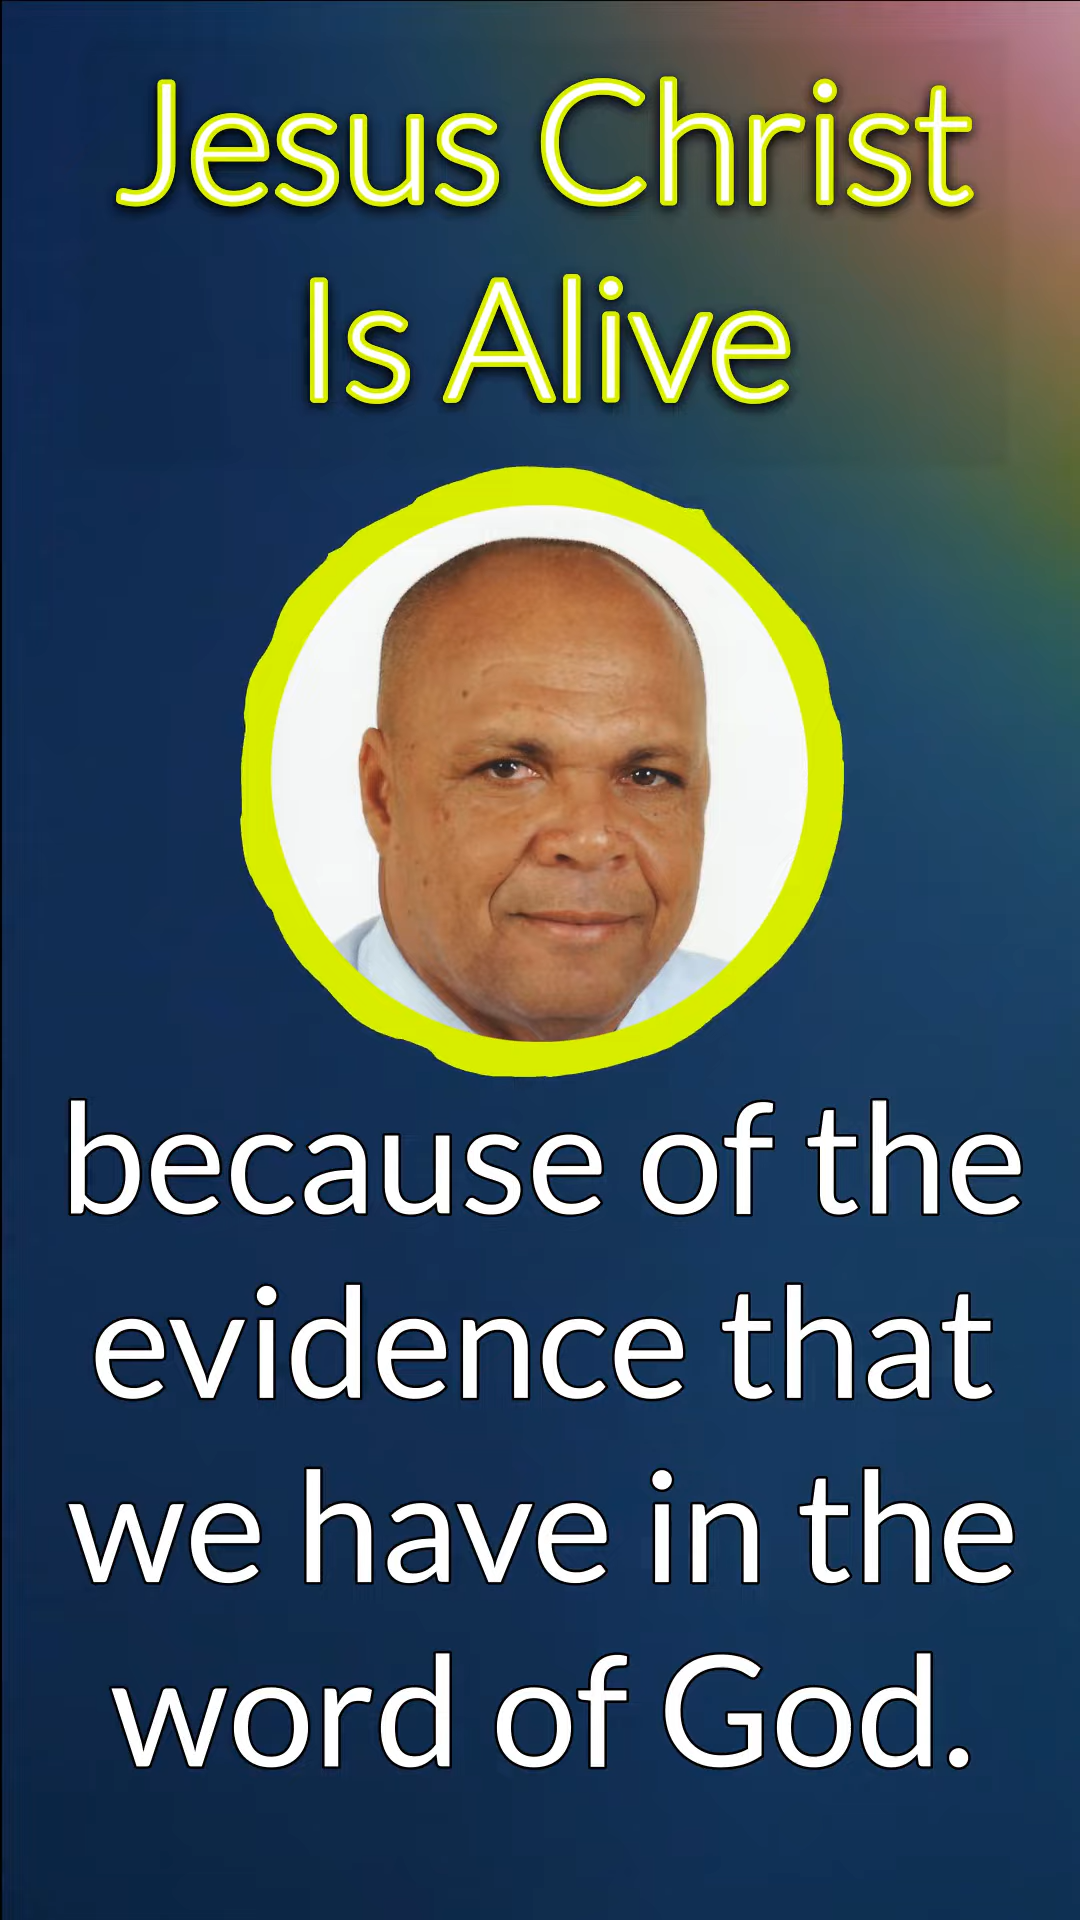 Jesus Christ
Is Alive
because of the
evidence that
we have in the
word of God.